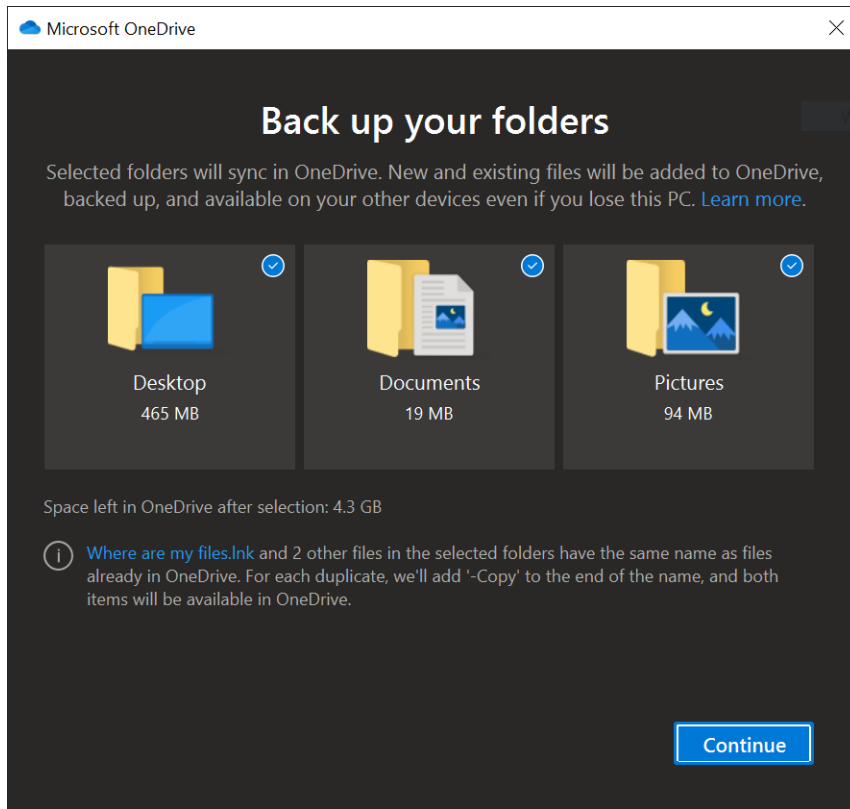 Microsoft OneDrive
Back up your folders
Selected folders will sync in OneDrive. New and existing files will be added to OneDrive,
backed up, and available on your other devices even if you lose this PC. Learn more.
Desktop
465 MB
Documents
19 MB
Pictures
94 MB
Space left in OneDrive after selection: 4.3 GB
Where are my files.lnk and 2 other files in the selected folders have the same name as files
already in OneDrive. For each duplicate, we'll add '-Copy' to the end of the name, and both
items will be available in OneDrive.
Continue